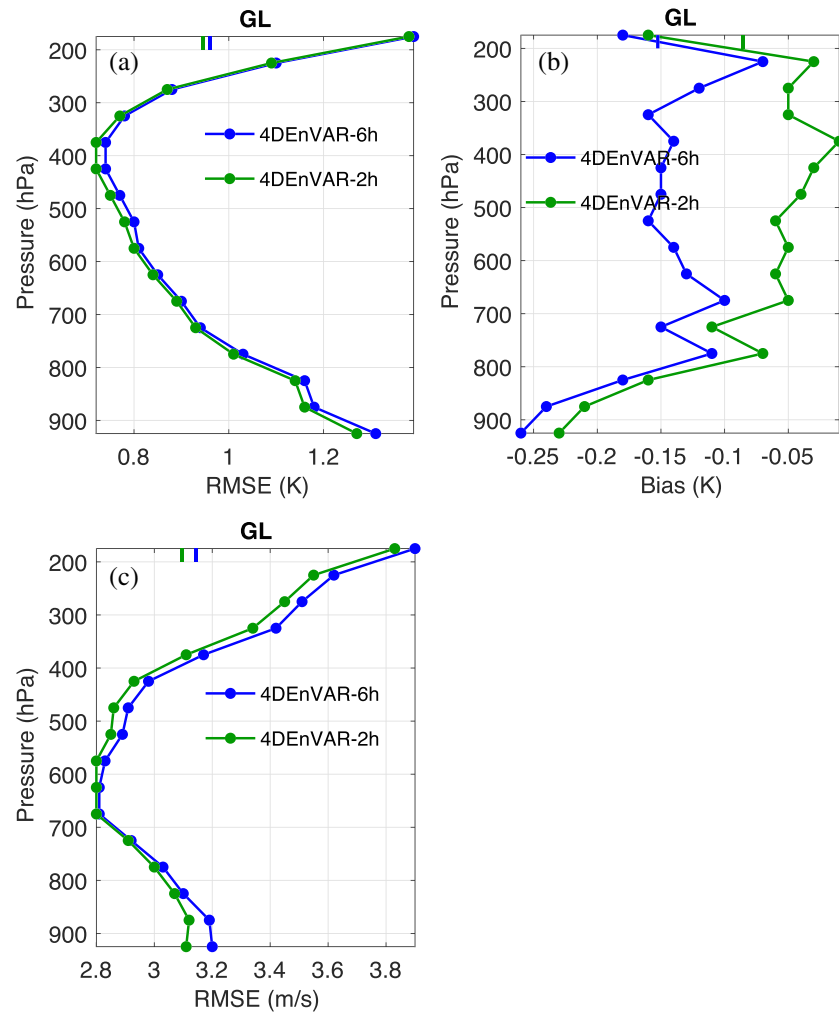 GL
(a)
200
300
400
500
600
700
800
900
Pressure (hPa)
4DEnVAR-6h
4DEnVAR-2h
0.8
1
1.2
RMSE (K)
GL
(b)
200
300
400
500
600
700
800
900
Pressure (hPa)
4DEnVAR-6h
4DEnVAR-2h
-0.25
-0.2
-0.15
-0.1
-0.05
Bias (K)
GL
(c)
200
300
400
500
600
700
800
900
Pressure (hPa)
4DEnVAR-6h
4DEnVAR-2h
2.8
3
3.2
3.4
3.6
3.8
RMSE (m/s)